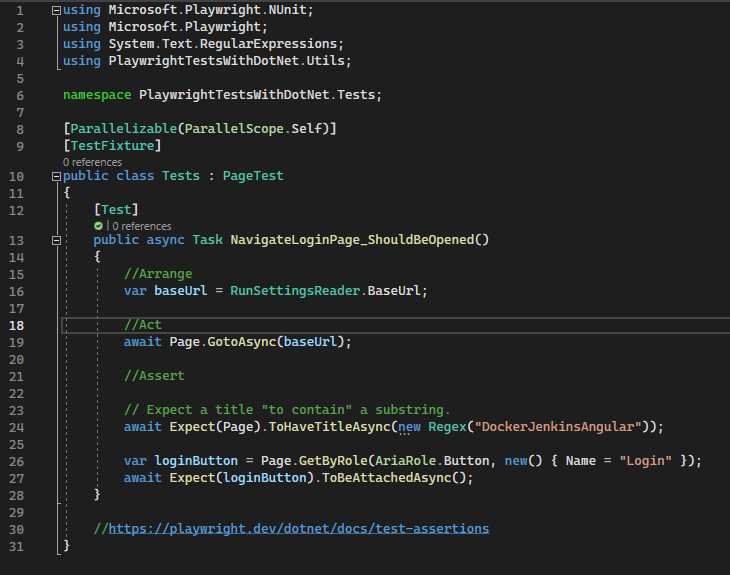 1 using Microsoft.Playwright.NUnit;
2 using Microsoft.Playwright;
3 using System.Text.RegularExpressions;
4 using PlaywrightTestsWithDotNet.Utils;
5
6 namespace PlaywrightTestsWithDotNet.Tests;
7
8 [Parallelizable(ParallelScope.Self)]
9 [TestFixture]
0 references
10 public class Tests : PageTest
11 {
12 [Test]
| 0 references
13 public async Task NavigateLoginPage_ShouldBeOpened()
14 {
15 //Arrange
16 var baseUrl = RunSettingsReader.BaseUrl;
17
18 //Act
19 await Page.GotoAsync(baseUrl);
20
21 //Assert
22
23 // Expect a title "to contain" a substring.
24 await Expect(Page).ToHaveTitleAsync(new Regex("DockerJenkinsAngular"));
25
26 var loginButton = Page.GetByRole(AriaRole.Button, new() { Name = "Login" });
27 await Expect(loginButton).ToBeAttachedAsync();
28 }
29
30 //https://playwright.dev/dotnet/docs/test-assertions
31 }